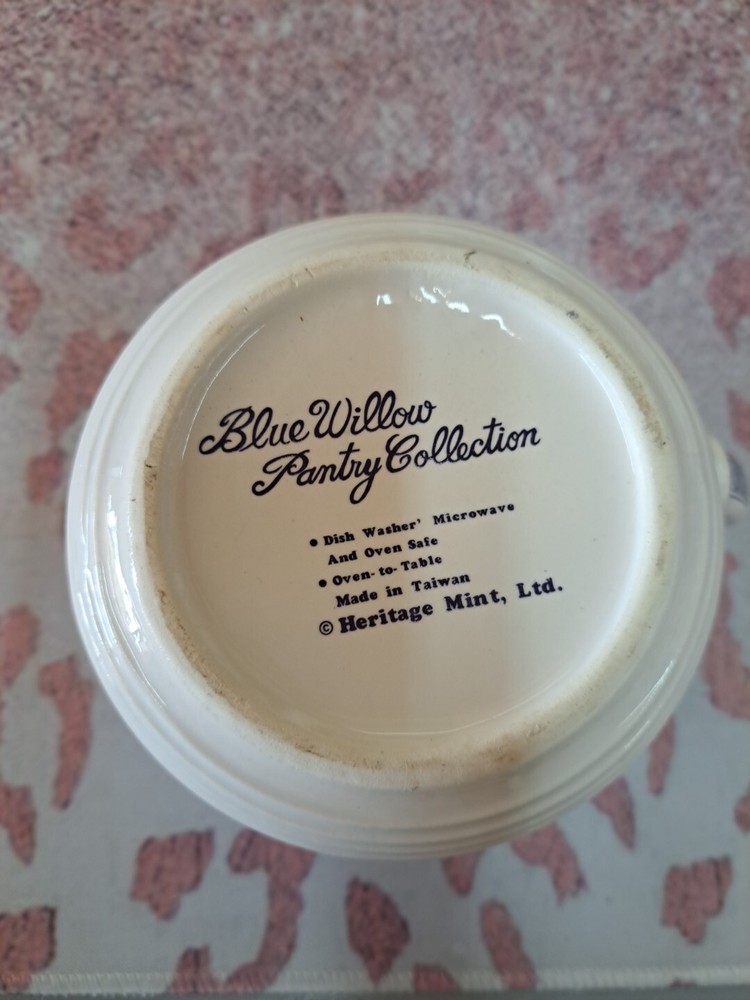 Blue Willow
Pantry Collection
• Dish Washer' Microwave
And Oven Safe
• Oven-to-Table
Made in Taiwan
© Heritage Mint, Ltd.